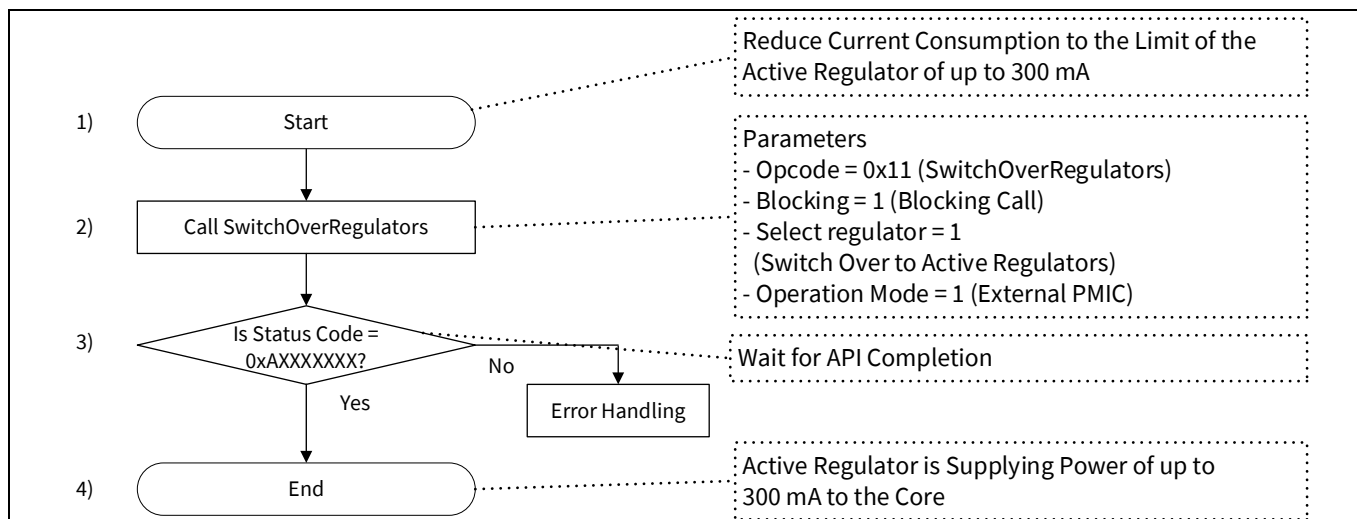 Reduce Current Consumption to the Limit of the
Active Regulator of up to 300 mA
1)
Start
Parameters
- Opcode = 0x11 (SwitchOverRegulators)
- Blocking = 1 (Blocking Call)
- Select regulator = 1
(Switch Over to Active Regulators)
- Operation Mode = 1 (External PMIC)
2)
Call SwitchOverRegulators
3)
Is Status Code =
0xAXXXXXXX?
No
Wait for API Completion
Yes
Error Handling
4)
End
Active Regulator is Supplying Power of up to
300 mA to the Core